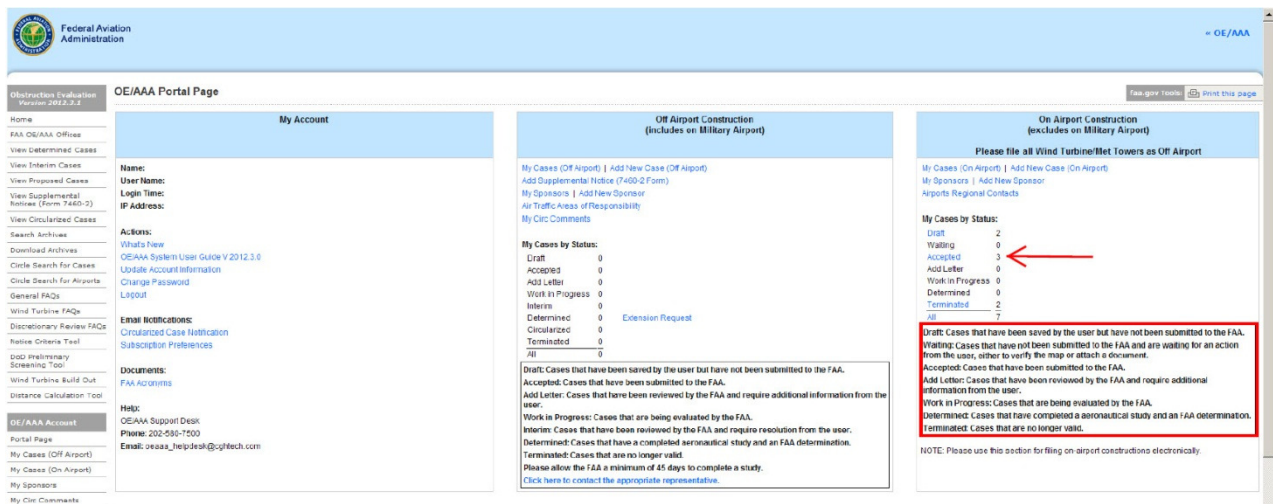 Federal Aviation
Administration
« OE/AAA
Obstruction Evaluation
Version 2012.3.1
Home
FAA OE/AAA Offices
View Determined Cases
View Interim Cases
View Proposed Cases
View Supplemental
Notices (Form 7460-2)
View Circularized Cases
Search Archives
Download Archives
Circle Search for Cases
Circle Search for Airports
General FAQs
Wind Turbine FAQs
Discretionary Review FAQs
Notice Criteria Tool
DoD Preliminary
Screening Tool
Wind Turbine Build Out
Distance Calculation Tool
OE/AAA Account
Portal Page
My Cases (Off Airport)
My Cases (On Airport)
My Sponsors
My Circ Comments
OE/AAA Portal Page
faa.gov Tools: Print this page
My Account
Name:
User Name:
Login Time:
IP Address:
Actions:
What's New
OE/AAA System User Guide V 2012.3.0
Update Account Information
Change Password
Logout
Email Notifications:
Circularized Case Notification
Subscription Preferences
Documents:
FAA Acronyms
Help:
OE/AAA Support Desk
Phone: 202-580-7500
Email: oeaaa_helpdesk@cghtech.com
Off Airport Construction
(includes on Military Airport)
My Cases (Off Airport) | Add New Case (Off Airport)
Add Supplemental Notice (7460-2 Form)
My Sponsors | Add New Sponsor
Air Traffic Areas of Responsibility
My Circ Comments
My Cases by Status:
Draft 0
Accepted 0
Add Letter 0
Work in Progress 0
Interim 0
Determined 0 Extension Request
Circularized 0
Terminated 0
All 0
Draft: Cases that have been saved by the user but have not been submitted to the FAA.
Accepted: Cases that have been submitted to the FAA.
Add Letter: Cases that have been reviewed by the FAA and require additional information from the
user.
Work in Progress: Cases that are being evaluated by the FAA.
Interim: Cases that have been reviewed by the FAA and require resolution from the user.
Determined: Cases that have a completed aeronautical study and an FAA determination.
Terminated: Cases that are no longer valid.
Please allow the FAA a minimum of 45 days to complete a study.
Click here to contact the appropriate representative.
On Airport Construction
(excludes on Military Airport)
Please file all Wind Turbine/Met Towers as Off Airport
My Cases (On Airport) | Add New Case (On Airport)
My Sponsors | Add New Sponsor
Airports Regional Contacts
My Cases by Status:
Draft 2
Waiting 0
Accepted 3
Add Letter 0
Work in Progress 0
Determined 0
Terminated 2
All 7
Draft: Cases that have been saved by the user but have not been submitted to the FAA.
Waiting: Cases that have not been submitted to the FAA and are waiting for an action
from the user, either to verify the map or attach a document.
Accepted: Cases that have been submitted to the FAA.
Add Letter: Cases that have been reviewed by the FAA and require additional
information from the user.
Work in Progress: Cases that are being evaluated by the FAA.
Determined: Cases that have completed a aeronautical study and an FAA determination.
Terminated: Cases that are no longer valid.
NOTE: Please use this section for filing on-airport constructions electronically.